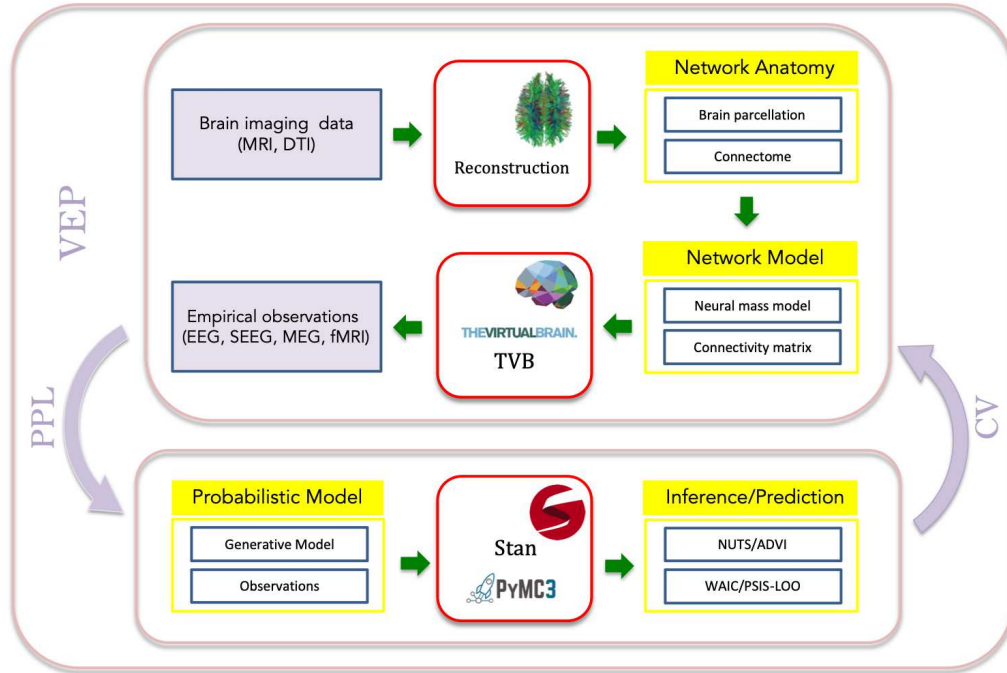 VEP
Brain imaging data
(MRI, DTI)
Reconstruction
Network Anatomy
Brain parcellation
Connectome
Empirical observations
(EEG, SEEG, MEG, fMRI)
THEVIRTUALBRAIN.
TVB
Network Model
Neural mass model
Connectivity matrix
PPL
CV
Probabilistic Model
Generative Model
Observations
Stan
PyMC3
Inference/Prediction
NUTS/ADVI
WAIC/PSIS-LOO